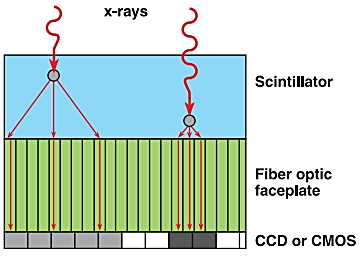 x-rays
Scintillator
Fiber optic
faceplate
CCD or CMOS